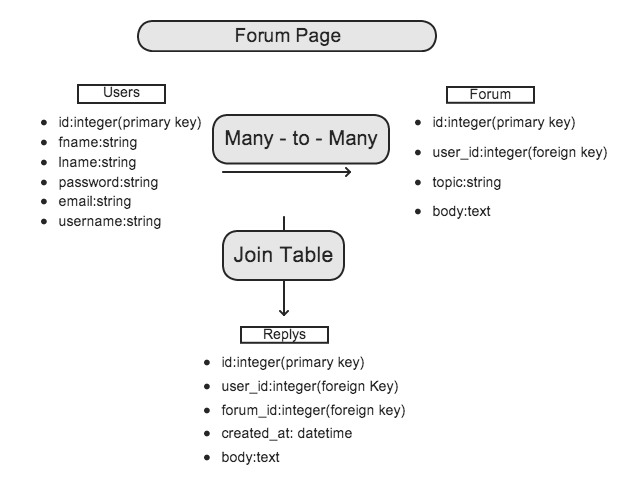 Forum Page
Users
id:integer(primary key)
fname:string
lname:string
password:string
email:string
username:string
Many - to - Many
Forum
id:integer(primary key)
user_id:integer(foreign key)
topic:string
body:text
Join Table
Replys
id:integer(primary key)
user_id:integer(foreign Key)
forum_id:integer(foreign key)
created_at: datetime
body:text